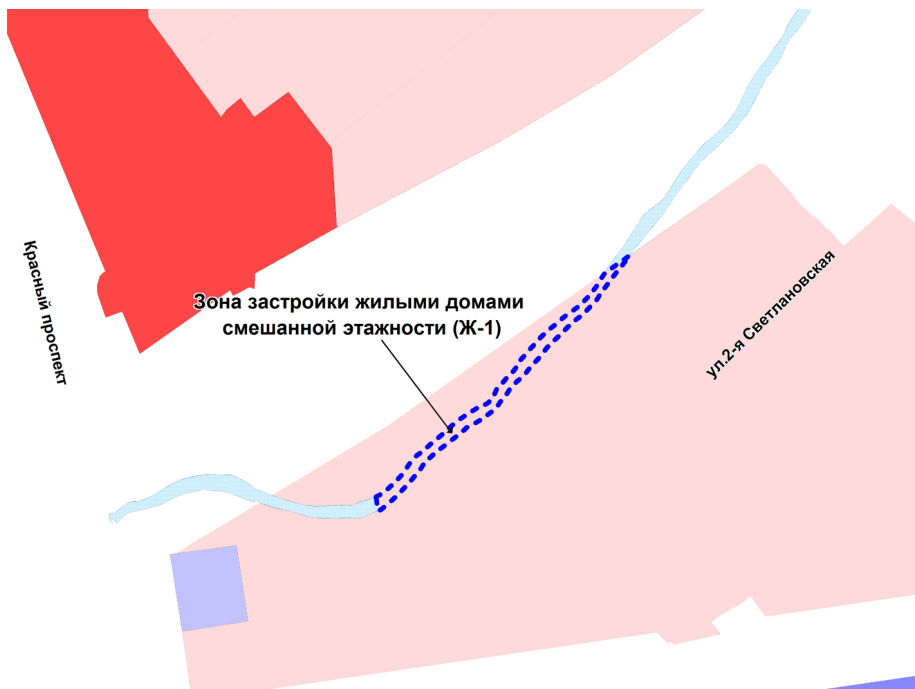 Красный проспект
Зона застройки жилыми домами
смешанной этажности (Ж-1)
ул.2-я Светлановская